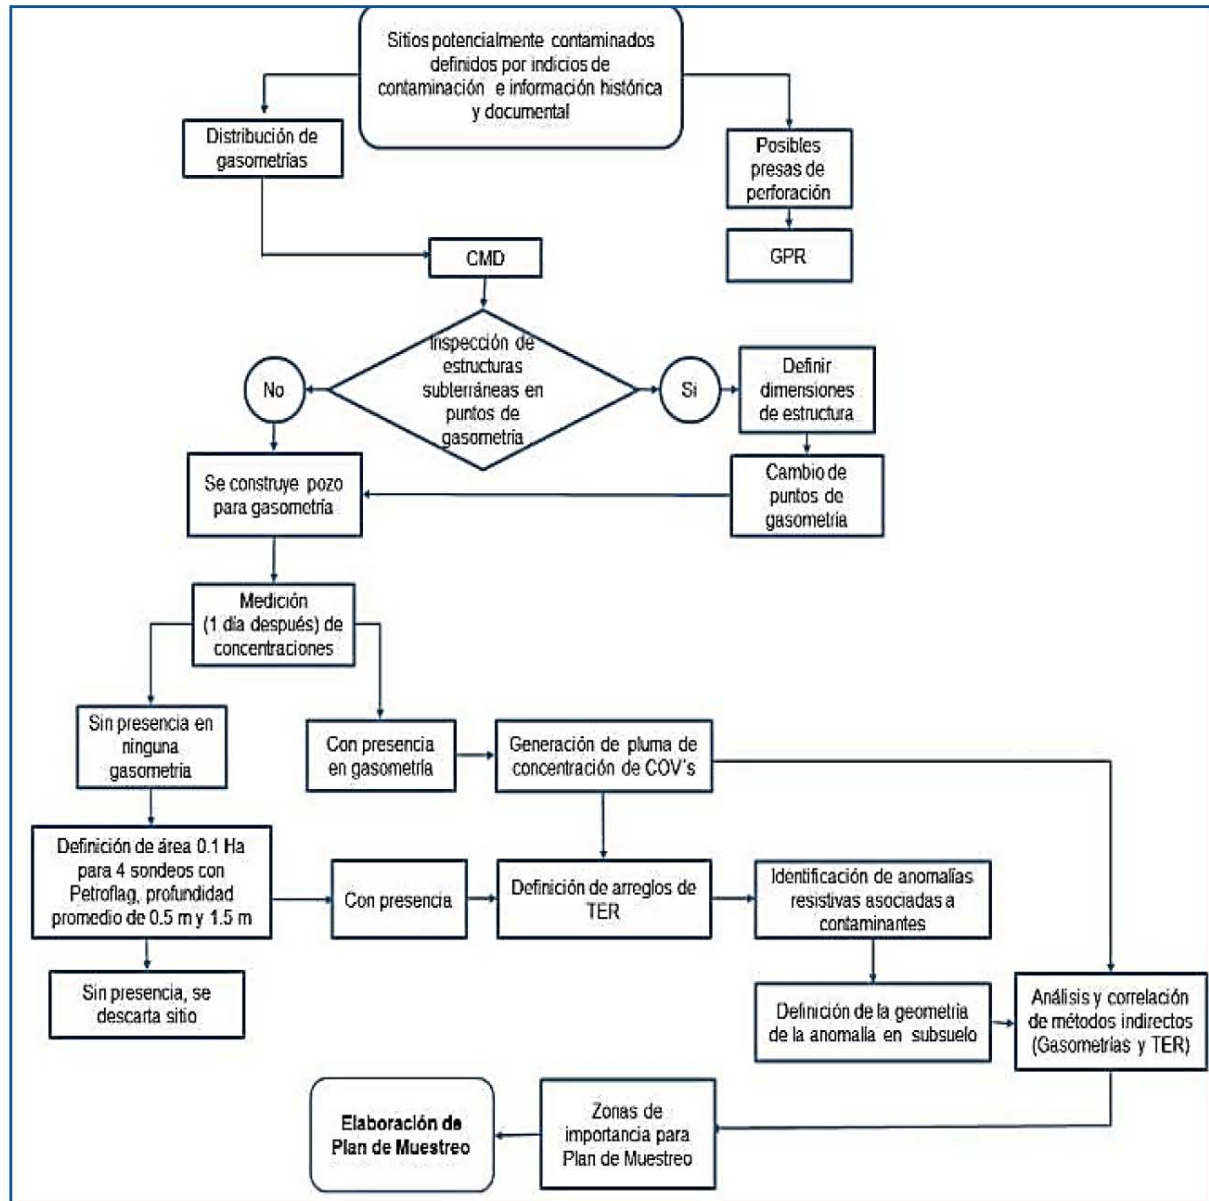 Sitios potencialmente contaminados
definidos por indicios de
contaminación e información histórica
y documental
Distribución de
gasometrías
Posibles
presas de
perforación
CMD
GPR
Inspección de
estructuras
subterráneas en
puntos de
gasometría
No
Si
Definir
dimensiones
de estructura
Se construye pozo
para gasometría
Cambio de
puntos de
gasometria
Medición
(1 día después) de
concentraciones
Sin presencia en
ninguna
gasometria
Con presencia
en gasometría
Generación de pluma de
concentración de COV´s
Definición de área 0.1 Ha
para 4 sondeos con
Petroflag, profundidad
promedio de 0.5 m y 1.5 m
Con presencia
Definición de arreglos de
TER
Identificación de anomalías
resistivas asociadas a
contaminantes
Sin presencia, se
descarta sitio
Definición de la geometría
de la anomalía en subsuelo
Análisis y correlación
de métodos indirectos
(Gasometrías y TER)
Elaboración de
Plan de Muestreo
Zonas de
importancia para
Plan de Muestreo